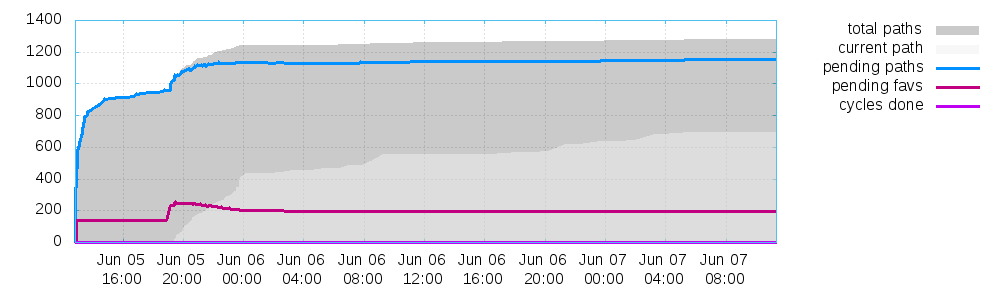 1400
1200
1000
800
600
400
200
0
Jun 05 Jun 05 Jun 06 Jun 06 Jun 06 Jun 06 Jun 06 Jun 06 Jun 07 Jun 07 Jun 07
16:00 20:00 00:00 04:00 08:00 12:00 16:00 20:00 00:00 04:00 08:00
total paths
current path
pending paths
pending favs
cycles done